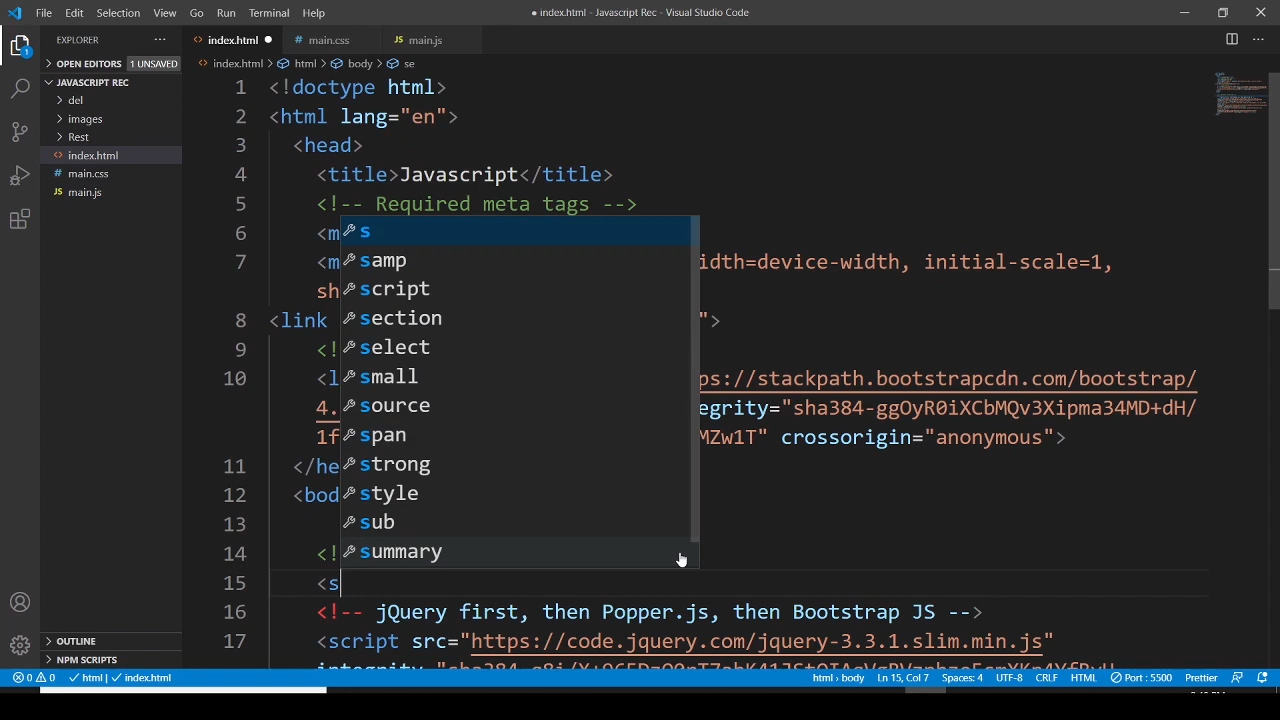 File Edit Selection View Go Run Terminal Help
● index.html - Javascript Rec - Visual Studio Code
EXPLORER
index.html
main.css
JS main.js
OPEN EDITORS 1 UNSAVED
index.html > html > body > se
JAVASCRIPT REC
del
images
Rest
index.html
# main.css
JS main.js
OUTLINE
NPM SCRIPTS
1 <!doctype html>
2 <html lang="en">
3 <head>
4 <title>Javascript</title>
5 <!-- Required meta tags -->
6 <m
7 <m idth=device-width, initial-scale=1,
sh
8 <link ">
9 <!
10 <l ps://stackpath.bootstrapcdn.com/bootstrap/
4. egrity="sha384-ggOyR0iXCbMQv3Xipma34MD+dH/
1f MZw1T" crossorigin="anonymous">
11 </he
12 <bod
13
14 <!
15 <s
16 <!-- jQuery first, then Popper.js, then Bootstrap JS -->
17 <script src="https://code.jquery.com/jquery-3.3.1.slim.min.js"
s
samp
script
section
select
small
source
span
strong
style
sub
summary
1
0 0 html | index.html
html > body Ln 15, Col 7 Spaces: 4 UTF-8 CRLF HTML Port : 5500 Prettier